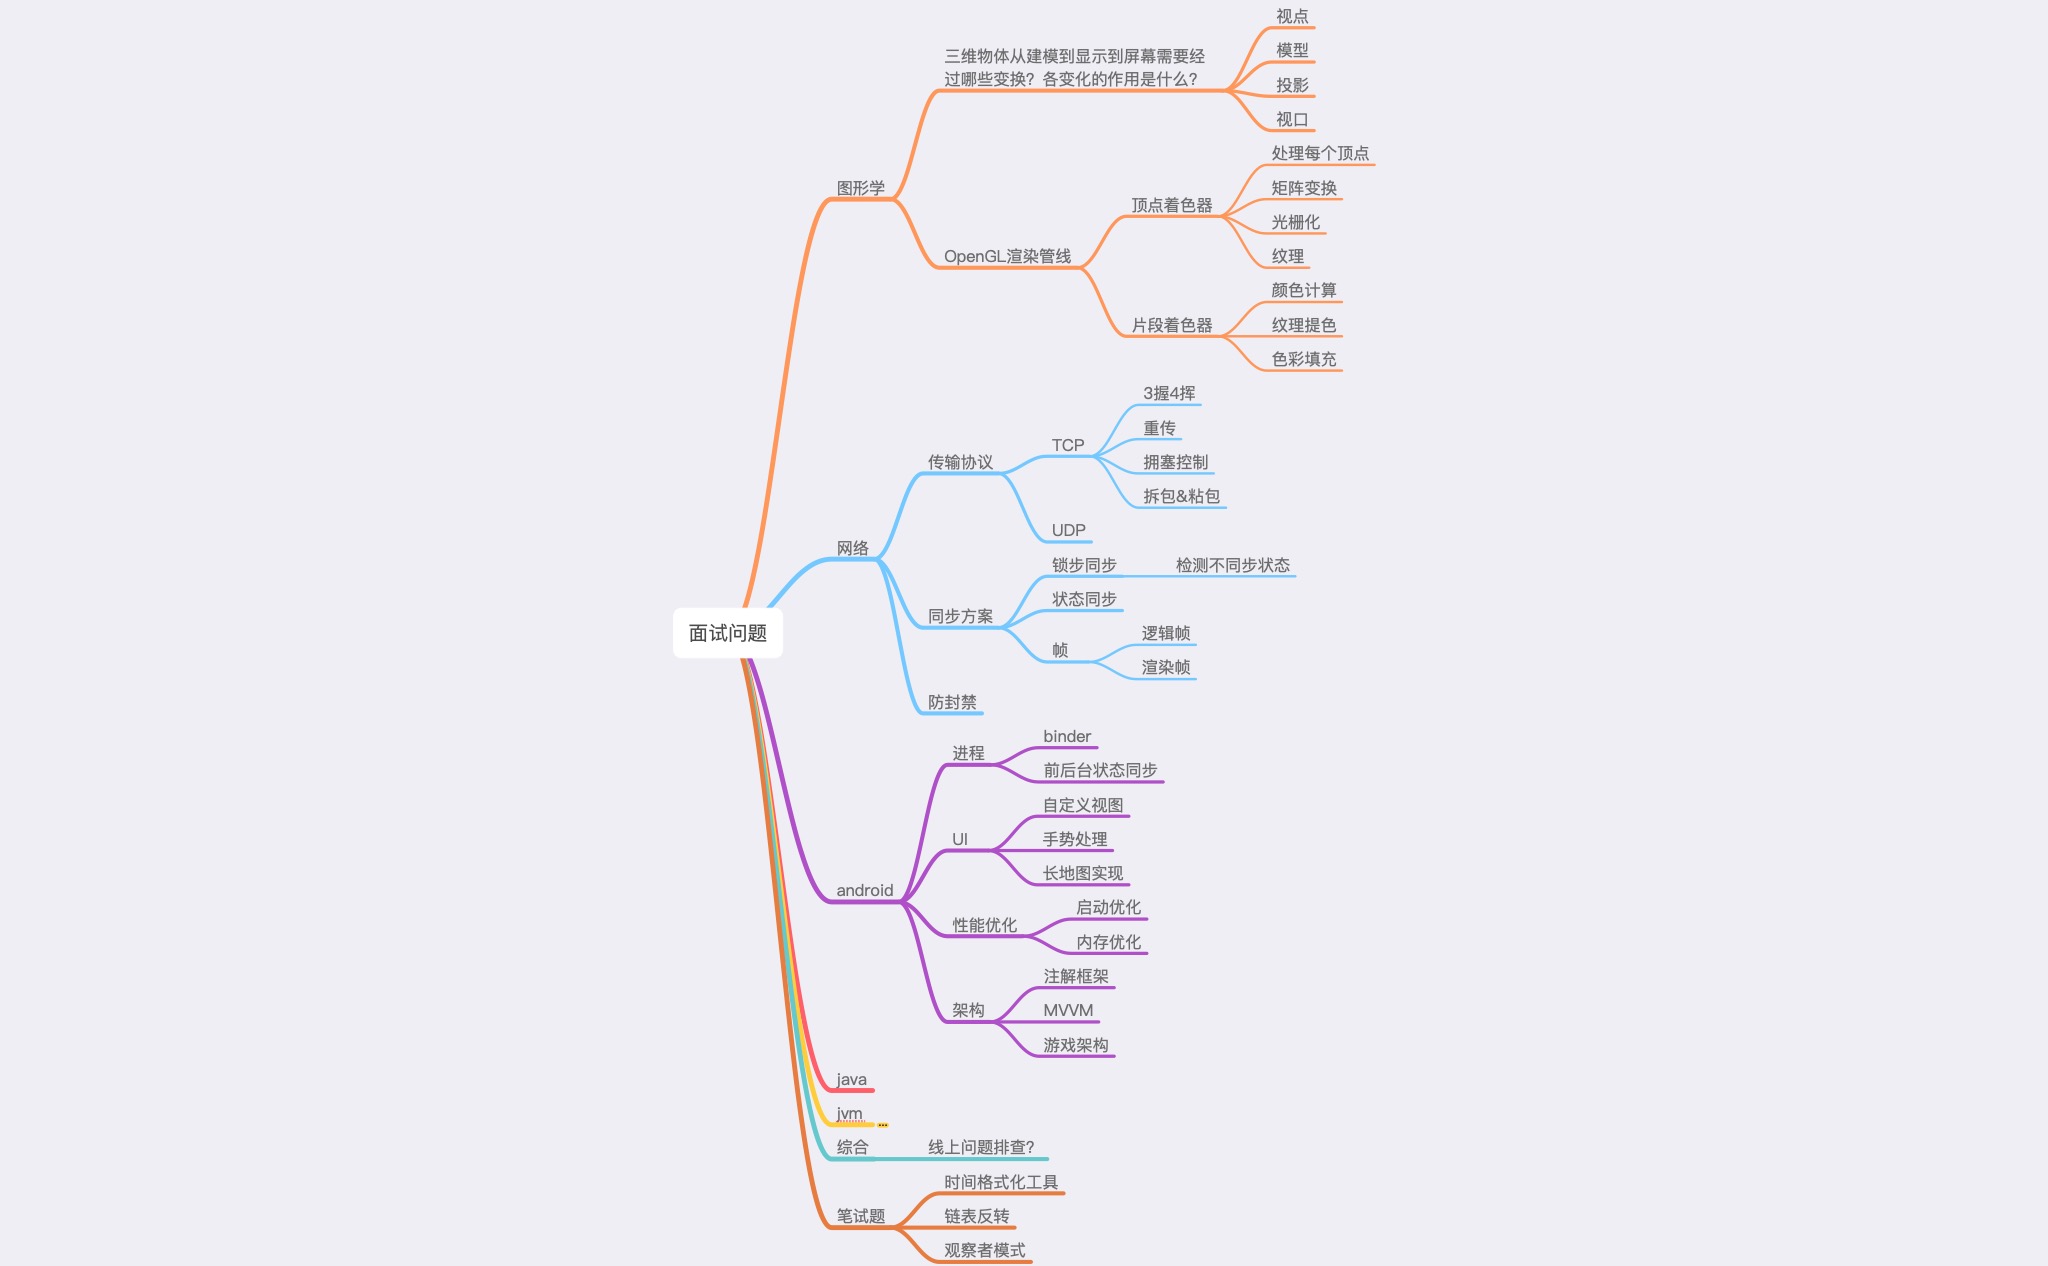 面试问题
图形学
三维物体从建模到显示到屏幕需要经
过哪些变换？各变化的作用是什么？
视点
模型
投影
视口
OpenGL渲染管线
顶点着色器
处理每个顶点
矩阵变换
光栅化
纹理
片段着色器
颜色计算
纹理提色
色彩填充
网络
传输协议
TCP
3握4挥
重传
拥塞控制
拆包&粘包
UDP
同步方案
锁步同步
检测不同步状态
状态同步
帧
逻辑帧
渲染帧
防封禁
android
进程
binder
前后台状态同步
UI
自定义视图
手势处理
长地图实现
性能优化
启动优化
内存优化
架构
注解框架
MVVM
游戏架构
java
jvm
综合
线上问题排查？
笔试题
时间格式化工具
链表反转
观察者模式